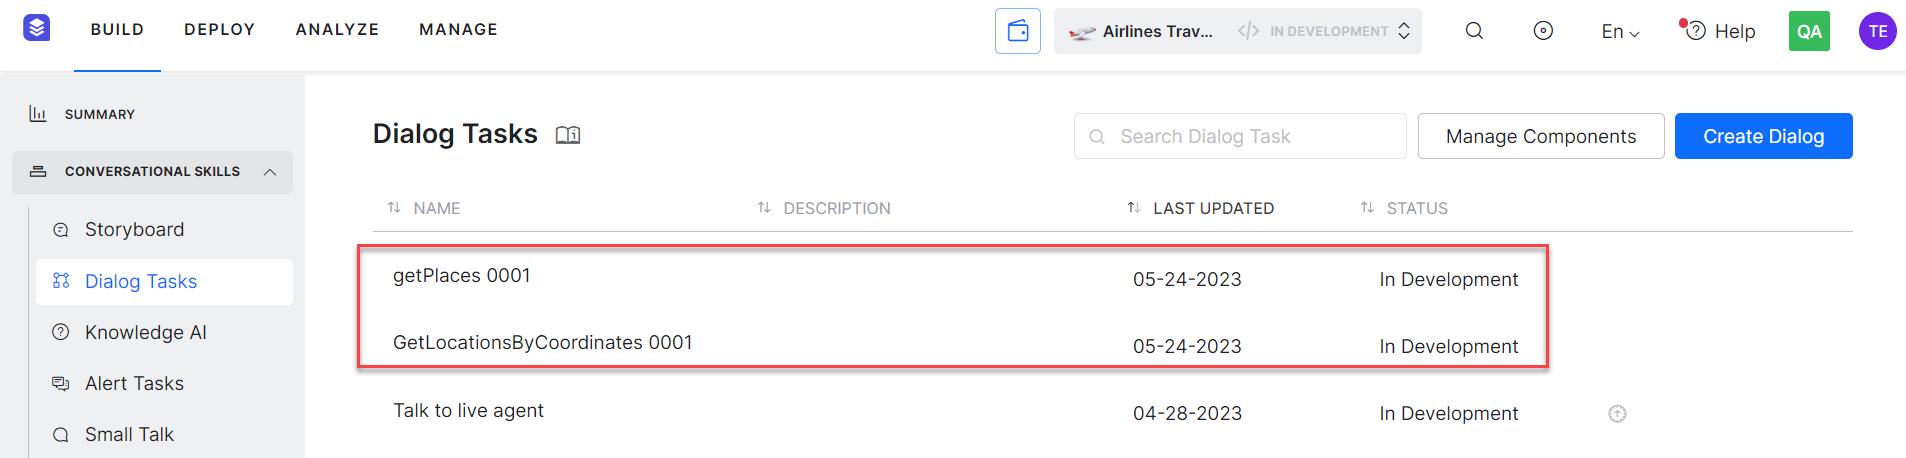 BUILD DEPLOY ANALYZE MANAGE Airlines Trav... </> IN DEVELOPMENT En Help QA TE
SUMMARY
CONVERSATIONAL SKILLS
Storyboard
Dialog Tasks
Knowledge AI
Alert Tasks
Small Talk
Dialog Tasks Search Dialog Task Manage Components Create Dialog
NAME DESCRIPTION LAST UPDATED STATUS
getPlaces 0001 05-24-2023 In Development
GetLocationsByCoordinates 0001 05-24-2023 In Development
Talk to live agent 04-28-2023 In Development